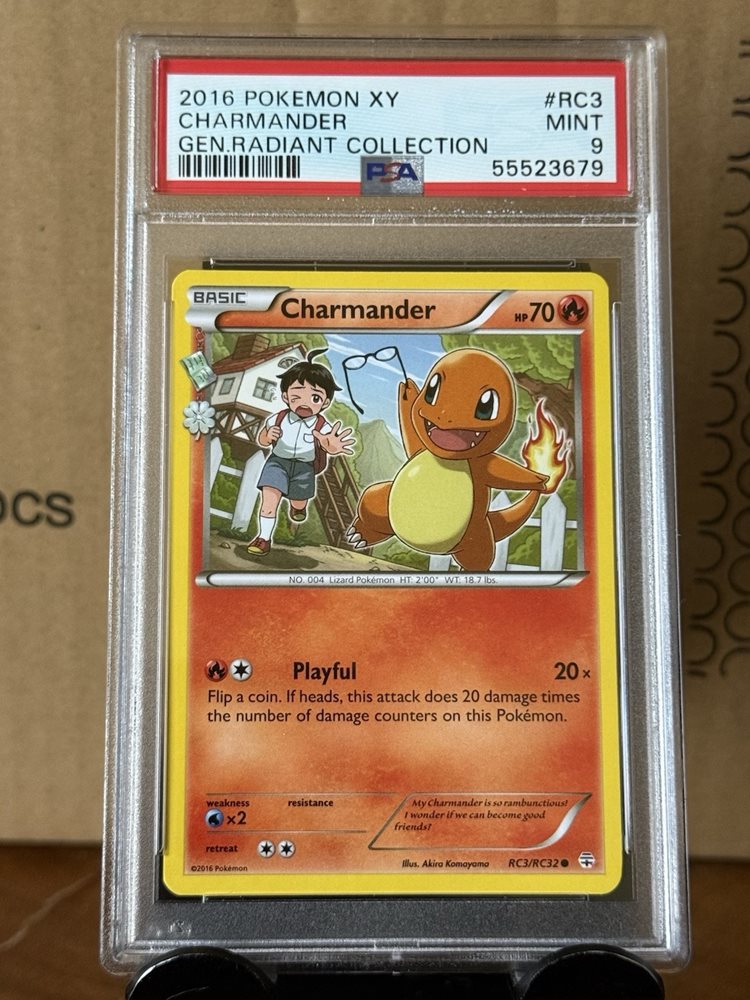 2016 POKEMON XY #RC3
CHARMANDER MINT
GEN.RADIANT COLLECTION 9
PSA 55523679
BASIC Charmander HP 70
NO. 004 Lizard Pokémon HT: 2'00" WT: 18.7 lbs.
Playful 20×
Flip a coin. If heads, this attack does 20 damage times
the number of damage counters on this Pokémon.
weakness resistance
×2
My Charmander is so rambunctious!
I wonder if we can become good
friends?
retreat
©2016 Pokémon Illus. Akira Komayama RC3/RC32
ocs